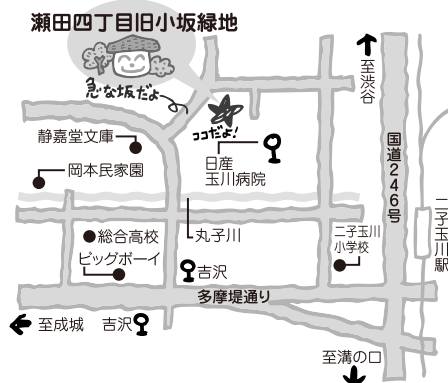 瀬田四丁目旧小坂緑地
急な坂だよ
ココだよ!
至渋谷
静嘉堂文庫
日産
玉川病院
国道246号
岡本民家園
二子玉川駅
総合高校
丸子川
二子玉川
小学校
ビッグボーイ
吉沢
多摩堤通り
至成城
吉沢
至溝の口